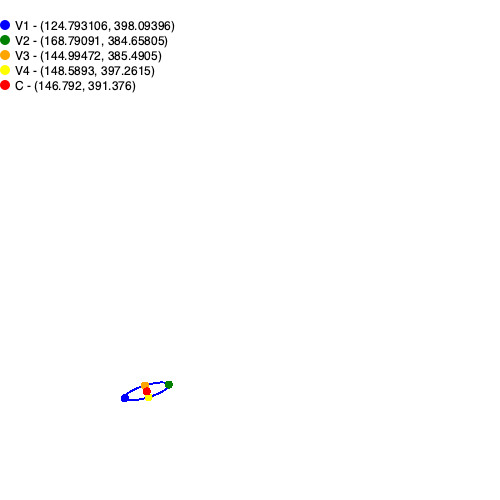 V1 - (124.793106, 398.09396)
V2 - (168.79091, 384.65805)
V3 - (144.99472, 385.4905)
V4 - (148.5893, 397.2615)
C - (146.792, 391.376)